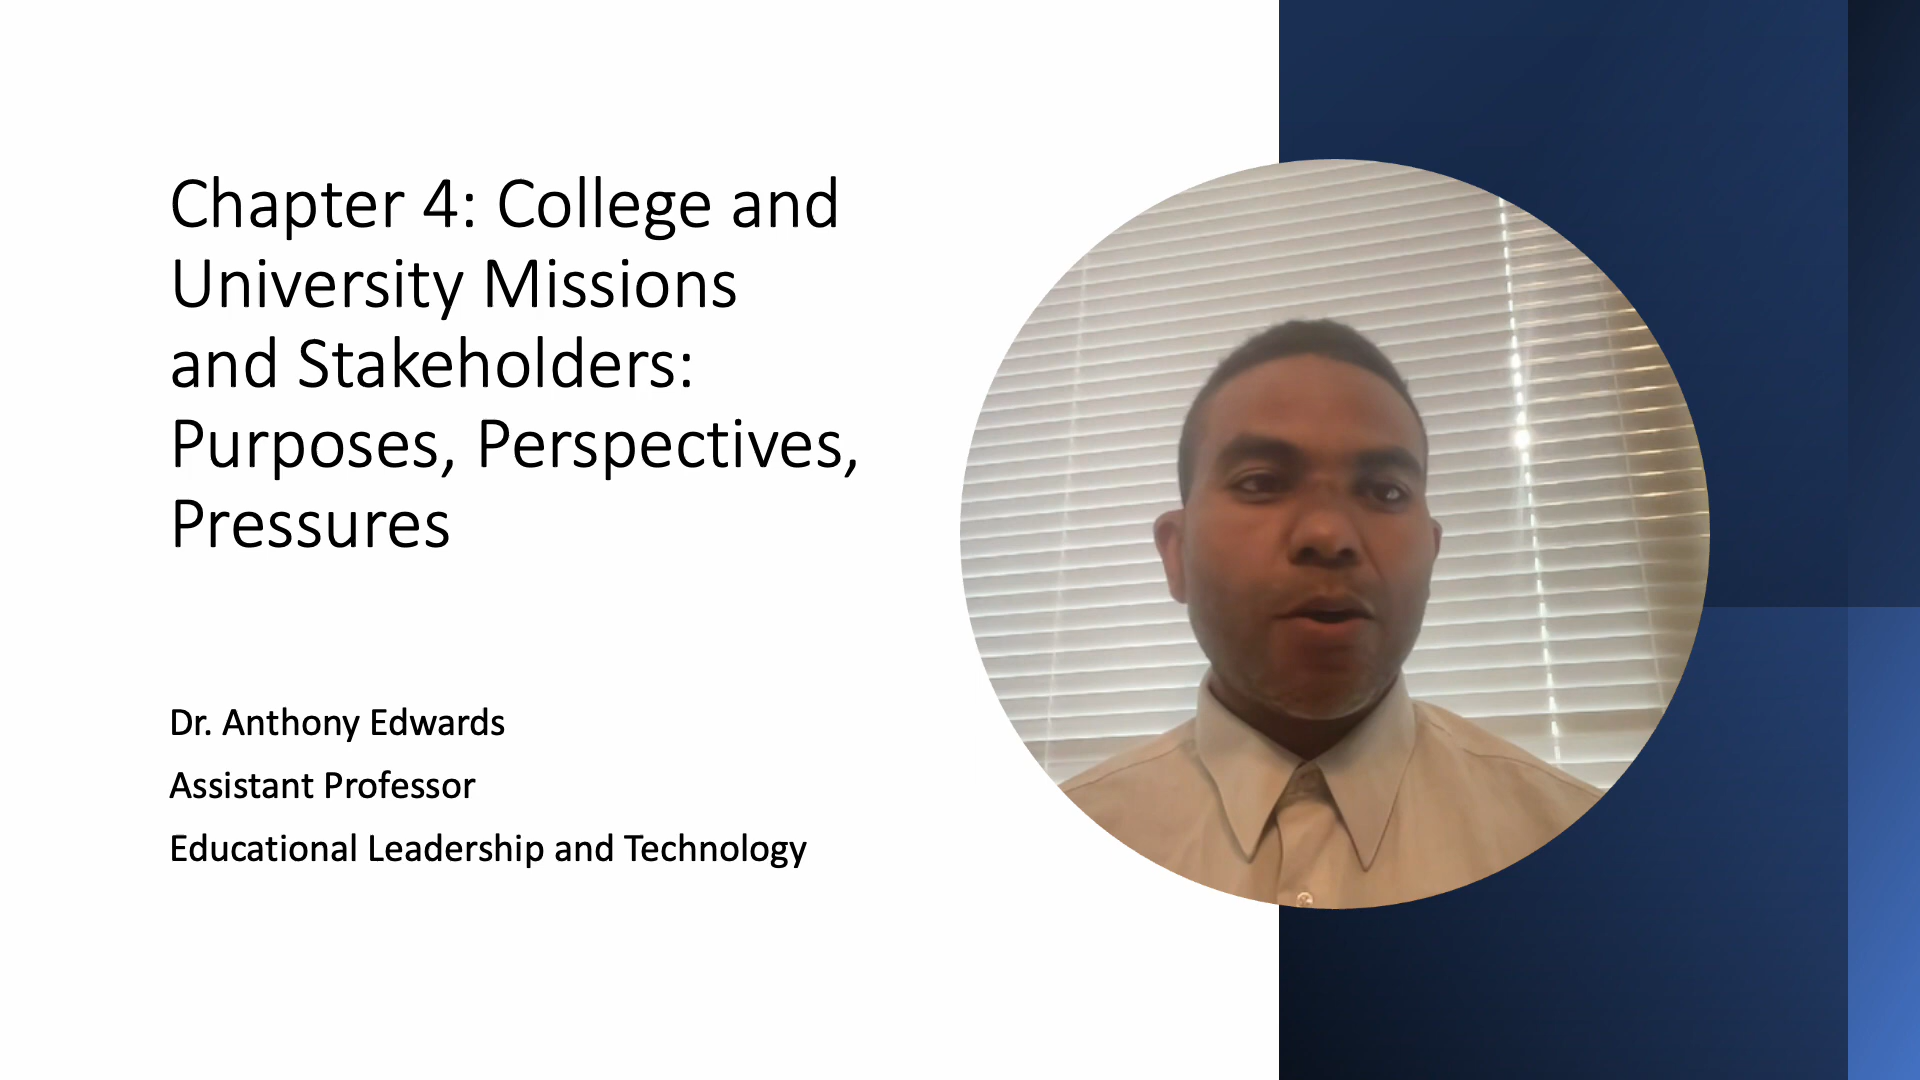 Chapter 4: College and
University Missions
and Stakeholders:
Purposes, Perspectives,
Pressures
Dr. Anthony Edwards
Assistant Professor
Educational Leadership and Technology